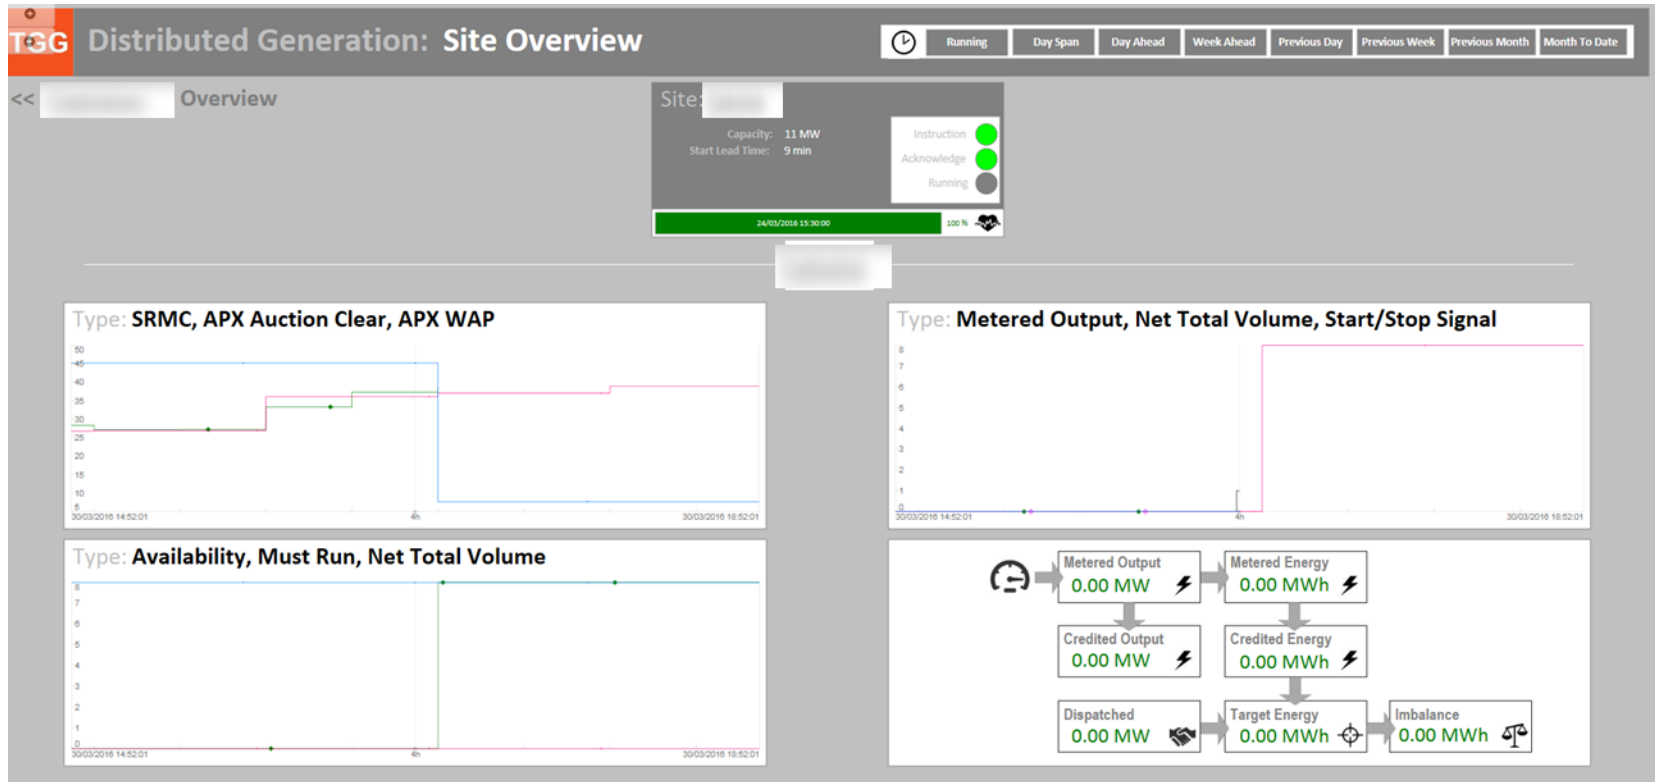 TGG Distributed Generation: Site Overview
Running Day Span Day Ahead Week Ahead Previous Day Previous Week Previous Month Month To Date
<< Overview
Site:
Capacity: 11 MW
Start Lead Time: 9 min
Instruction
Acknowledge
Running
24/03/2016 15:30:00 100 %
Type: SRMC, APX Auction Clear, APX WAP
50
45
40
35
30
25
20
15
10
5
30/03/2016 14:52:01 4h 30/03/2016 18:52:01
Type: Metered Output, Net Total Volume, Start/Stop Signal
8
7
6
5
4
3
2
1
0
30/03/2016 14:52:01 4h 30/03/2016 18:52:01
Type: Availability, Must Run, Net Total Volume
8
7
6
5
4
3
2
1
0
30/03/2016 14:52:01 4h 30/03/2016 18:52:01
Metered Output
0.00 MW
Metered Energy
0.00 MWh
Credited Output
0.00 MW
Credited Energy
0.00 MWh
Dispatched
0.00 MW
Target Energy
0.00 MWh
Imbalance
0.00 MWh